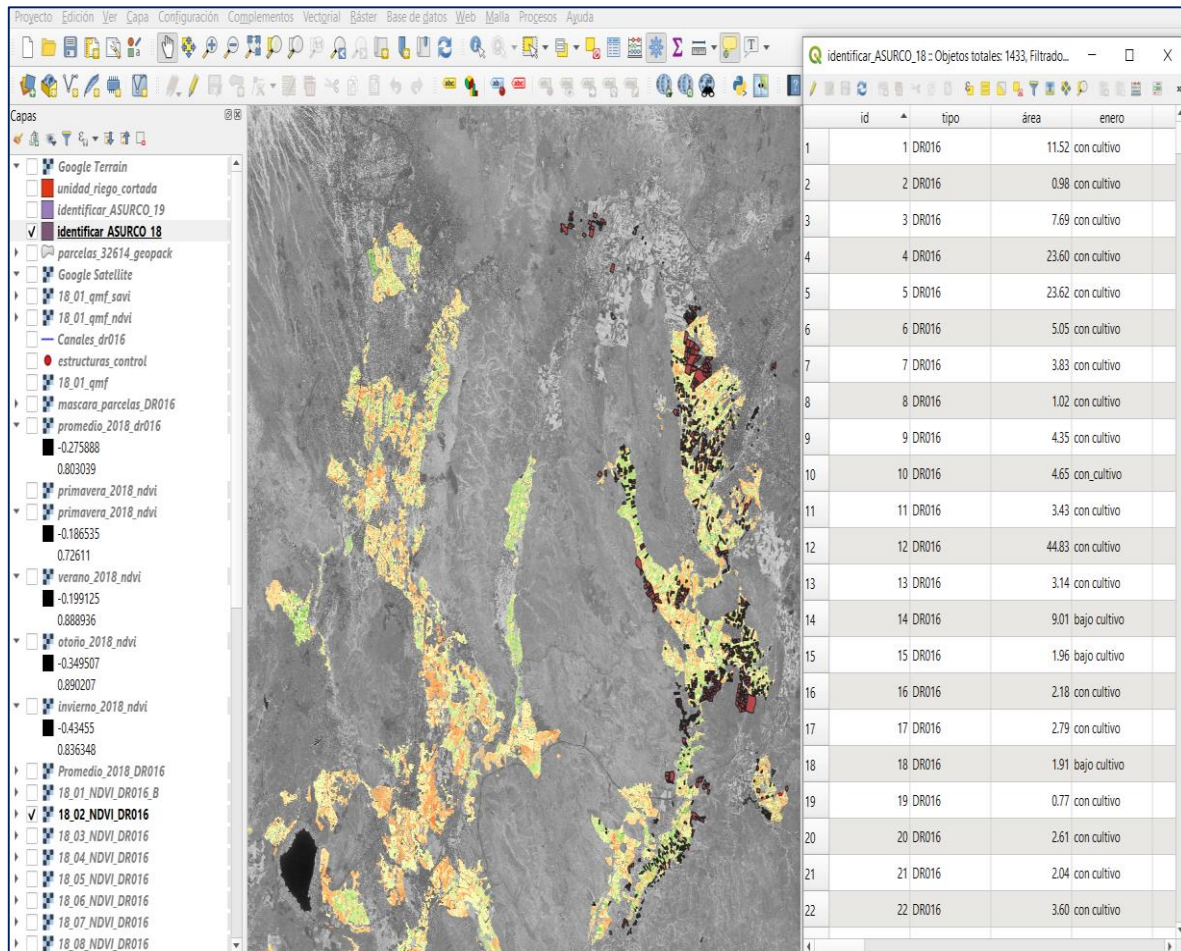 Proyecto Edición Ver Capa Configuración Complementos Vectorial Ráster Base de datos Web Malla Procesos Ayuda
identificar_ASURCO_18 :: Objetos totales: 1433, Filtrado...
Capas
Google Terrain
unidad_riego_cortada
identificar_ASURCO_19
identificar_ASURCO_18
parcelas_32614_geopack
Google Satellite
18_01_qmf_savi
18_01_qmf_ndvi
Canales_dr016
estructuras_control
18_01_qmf
mascara_parcelas_DR016
promedio_2018_dr016
-0.275888
0.803039
primavera_2018_ndvi
primavera_2018_ndvi
-0.186535
0.72611
verano_2018_ndvi
-0.199125
0.888936
otoño_2018_ndvi
-0.349507
0.890207
invierno_2018_ndvi
-0.43455
0.836348
Promedio_2018_DR016
18_01_NDVI_DR016_B
18_02_NDVI_DR016
18_03_NDVI_DR016
18_04_NDVI_DR016
18_05_NDVI_DR016
18_06_NDVI_DR016
18_07_NDVI_DR016
18_08_NDVI_DR016
id tipo área enero
1 1 DR016 11.52 con cultivo
2 2 DR016 0.98 con cultivo
3 3 DR016 7.69 con cultivo
4 4 DR016 23.60 con cultivo
5 5 DR016 23.62 con cultivo
6 6 DR016 5.05 con cultivo
7 7 DR016 3.83 con cultivo
8 8 DR016 1.02 con cultivo
9 9 DR016 4.35 con cultivo
10 10 DR016 4.65 con_cultivo
11 11 DR016 3.43 con cultivo
12 12 DR016 44.83 con cultivo
13 13 DR016 3.14 con cultivo
14 14 DR016 9.01 bajo cultivo
15 15 DR016 1.96 bajo cultivo
16 16 DR016 2.18 con cultivo
17 17 DR016 2.79 con cultivo
18 18 DR016 1.91 bajo cultivo
19 19 DR016 0.77 con cultivo
20 20 DR016 2.61 con cultivo
21 21 DR016 2.04 con cultivo
22 22 DR016 3.60 con cultivo